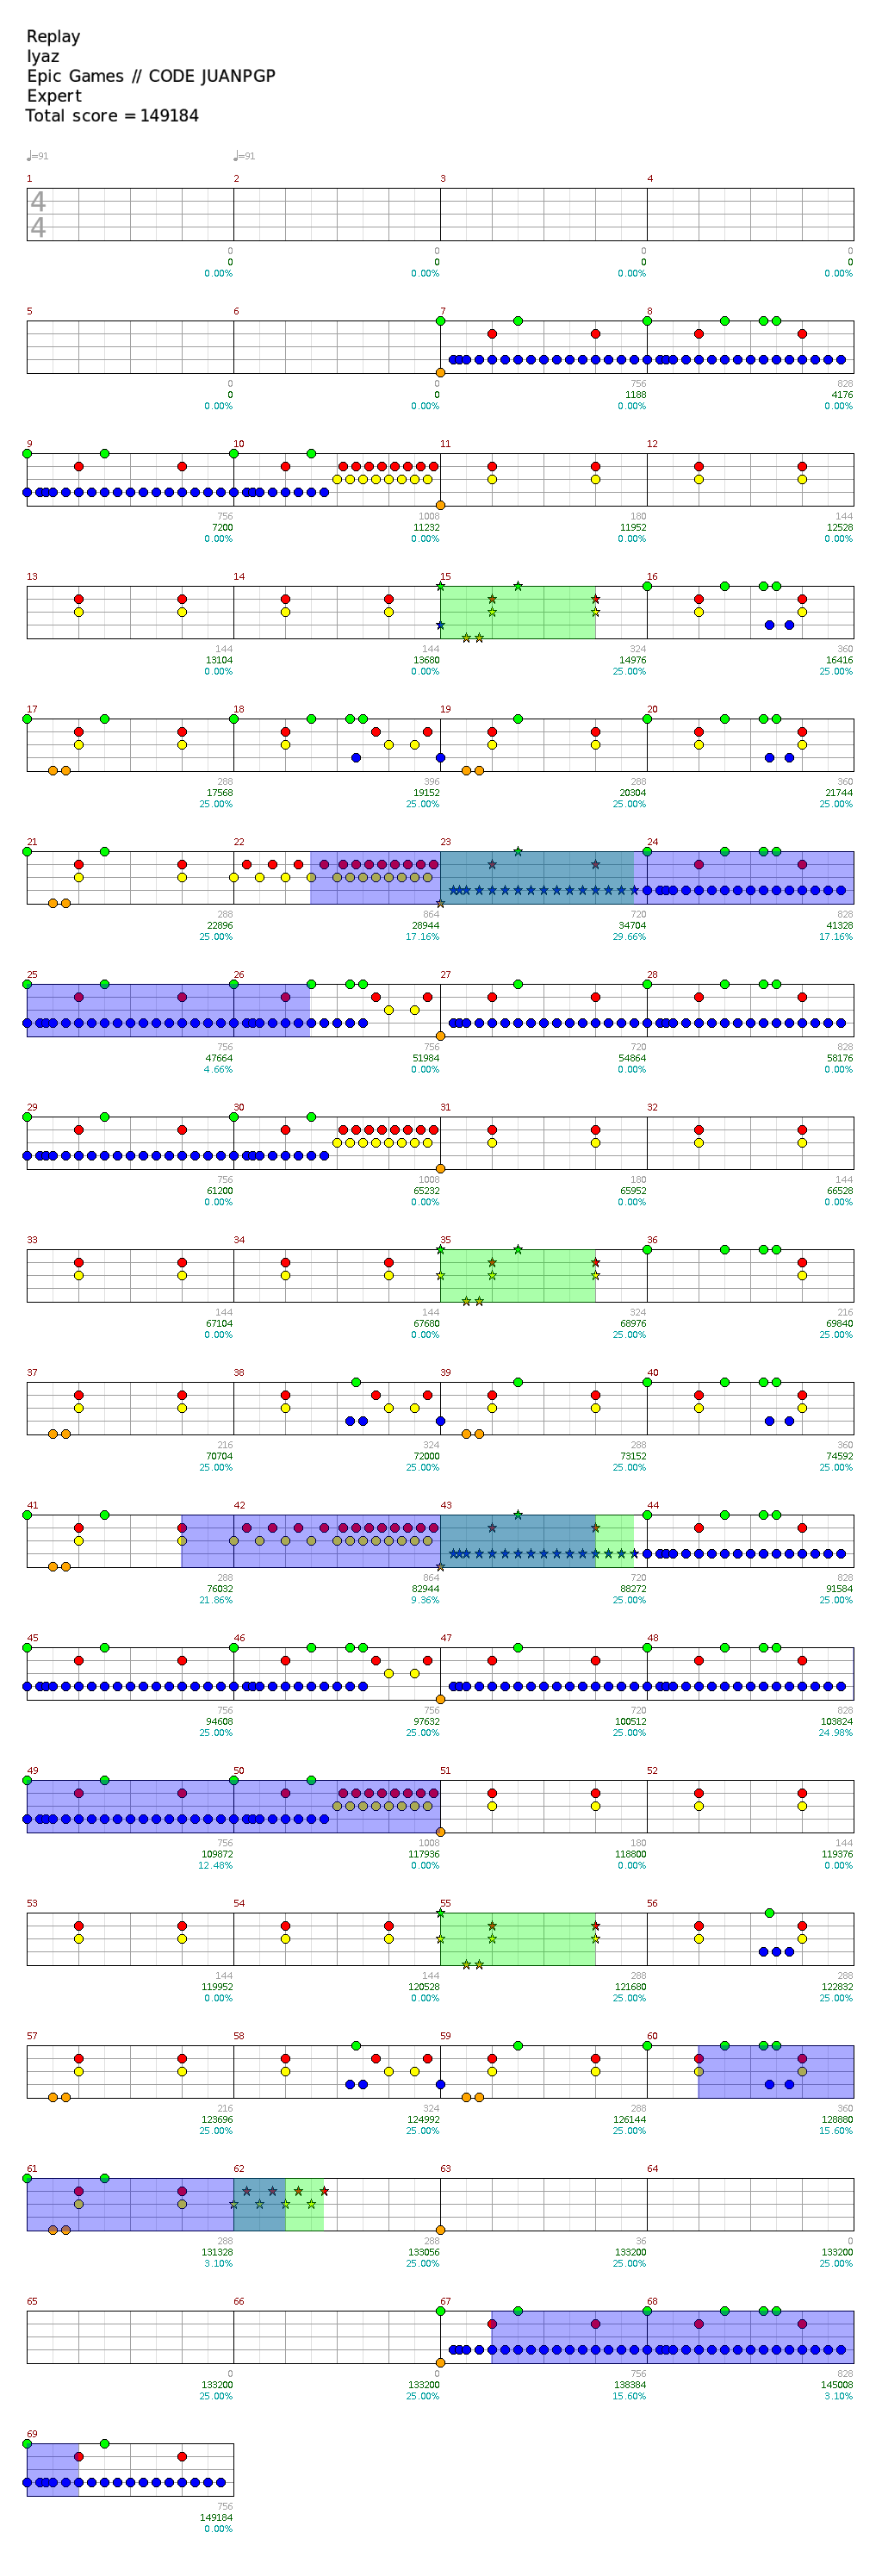 Replay
Iyaz
Epic Games // CODE JUANPGP
Expert
Total score = 149184
♩=91 ♩=91
1 2 3 4
4
4
0 0 0 0
0 0 0 0
0.00% 0.00% 0.00% 0.00%
5 6 7 8
0 0 756 828
0 0 1188 4176
0.00% 0.00% 0.00% 0.00%
9 10 11 12
756 1008 180 144
7200 11232 11952 12528
0.00% 0.00% 0.00% 0.00%
13 14 15 16
144 144 324 360
13104 13680 14976 16416
0.00% 0.00% 25.00% 25.00%
17 18 19 20
288 396 288 360
17568 19152 20304 21744
25.00% 25.00% 25.00% 25.00%
21 22 23 24
288 864 720 828
22896 28944 34704 41328
25.00% 17.16% 29.66% 17.16%
25 26 27 28
756 756 720 828
47664 51984 54864 58176
4.66% 0.00% 0.00% 0.00%
29 30 31 32
756 1008 180 144
61200 65232 65952 66528
0.00% 0.00% 0.00% 0.00%
33 34 35 36
144 144 324 216
67104 67680 68976 69840
0.00% 0.00% 25.00% 25.00%
37 38 39 40
216 324 288 360
70704 72000 73152 74592
25.00% 25.00% 25.00% 25.00%
41 42 43 44
288 864 720 828
76032 82944 88272 91584
21.86% 9.36% 25.00% 25.00%
45 46 47 48
756 756 720 828
94608 97632 100512 103824
25.00% 25.00% 25.00% 24.98%
49 50 51 52
756 1008 180 144
109872 117936 118800 119376
12.48% 0.00% 0.00% 0.00%
53 54 55 56
144 144 288 288
119952 120528 121680 122832
0.00% 0.00% 25.00% 25.00%
57 58 59 60
216 324 288 360
123696 124992 126144 128880
25.00% 25.00% 25.00% 15.60%
61 62 63 64
288 288 36 0
131328 133056 133200 133200
3.10% 25.00% 25.00% 25.00%
65 66 67 68
0 0 756 828
133200 133200 138384 145008
25.00% 25.00% 15.60% 3.10%
69
756
149184
0.00%